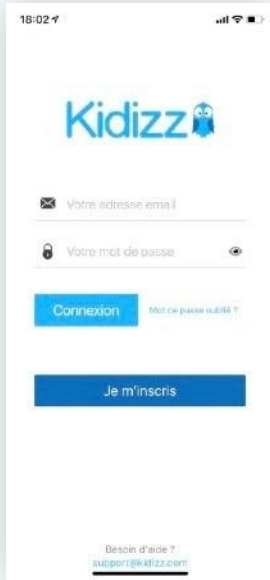 18:02
Kidizz
Votre adresse email
Votre mot de passe
Connexion
Mot de passe oublié ?
Je m'inscris
Besoin d'aide ?
support@kidizz.com